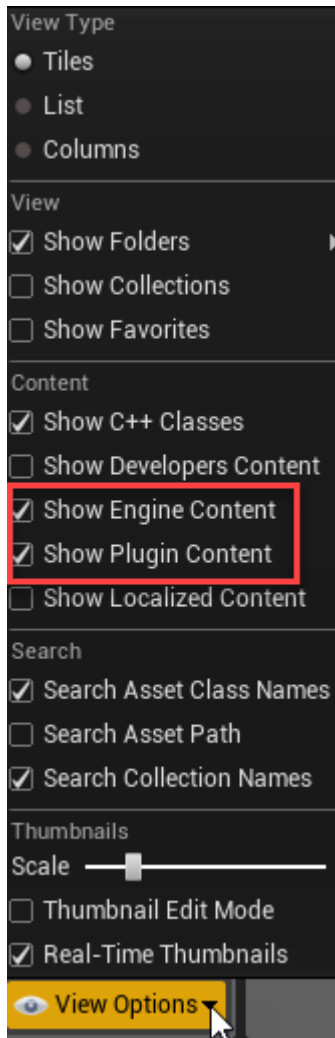 View Type
Tiles
List
Columns
View
Show Folders
Show Collections
Show Favorites
Content
Show C++ Classes
Show Developers Content
Show Engine Content
Show Plugin Content
Show Localized Content
Search
Search Asset Class Names
Search Asset Path
Search Collection Names
Thumbnails
Scale
Thumbnail Edit Mode
Real-Time Thumbnails
View Options